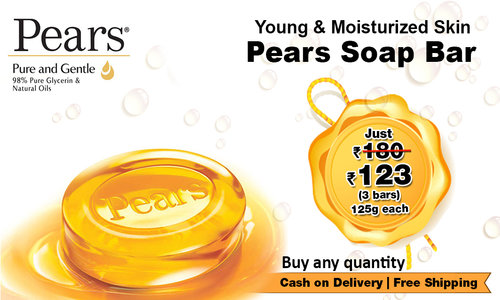 Pears®
Pure and Gentle
98% Pure Glycerin &
Natural Oils
Young & Moisturized Skin
Pears Soap Bar
Just
₹180
₹123
(3 bars)
125g each
Pears
Buy any quantity
Cash on Delivery | Free Shipping